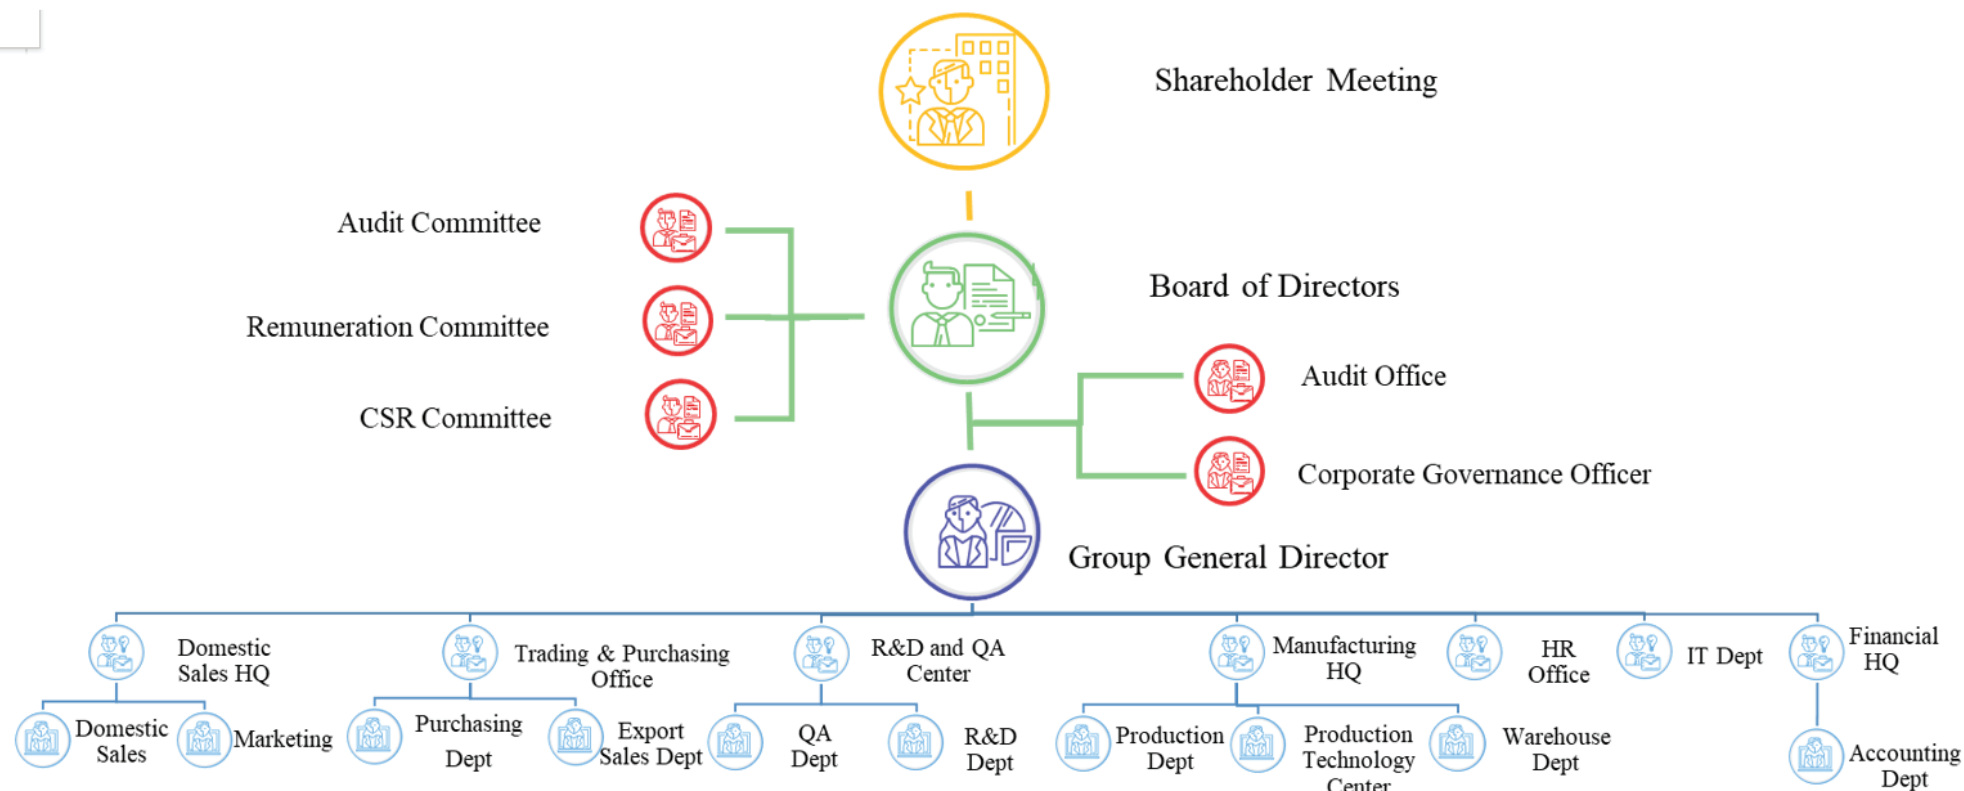 Shareholder Meeting
Audit Committee
Board of Directors
Remuneration Committee
Audit Office
CSR Committee
Corporate Governance Officer
Group General Director
Domestic
Sales HQ
Trading & Purchasing
Office
R&D and QA
Center
Manufacturing
HQ
HR
Office
IT Dept
Financial
HQ
Domestic
Sales
Marketing
Purchasing
Dept
Export
Sales Dept
QA
Dept
R&D
Dept
Production
Dept
Production
Technology
Center
Warehouse
Dept
Accounting
Dept